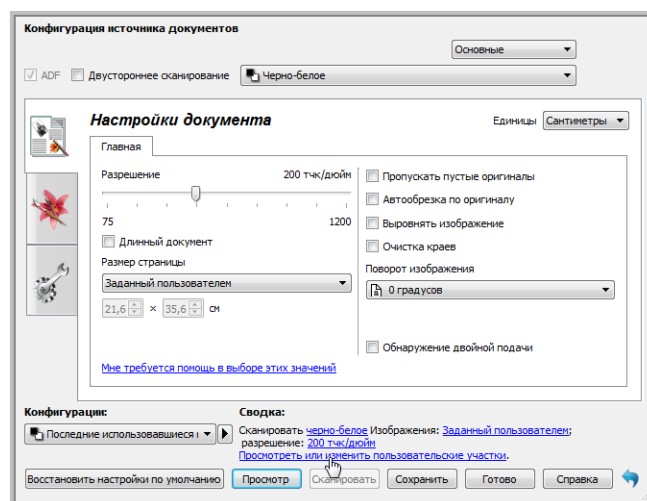 Конфигурация источника документов
Основные
ADF Двустороннее сканирование Черно-белое
Настройки документа Единицы Сантиметры
Главная
Разрешение 200 тчк/дюйм
75 1200
Длинный документ
Размер страницы
Заданный пользователем
21,6 × 35,6 см
Мне требуется помощь в выборе этих значений
Пропускать пустые оригиналы
Автообрезка по оригиналу
Выровнять изображение
Очистка краев
Поворот изображения
0 градусов
Обнаружение двойной подачи
Конфигурации:
Последние использовавшиеся
Сводка:
Сканировать черно-белое Изображения: Заданный пользователем;
разрешение: 200 тчк/дюйм
Просмотреть или изменить пользовательские участки.
Восстановить настройки по умолчанию Просмотр Сканировать Сохранить Готово Справка